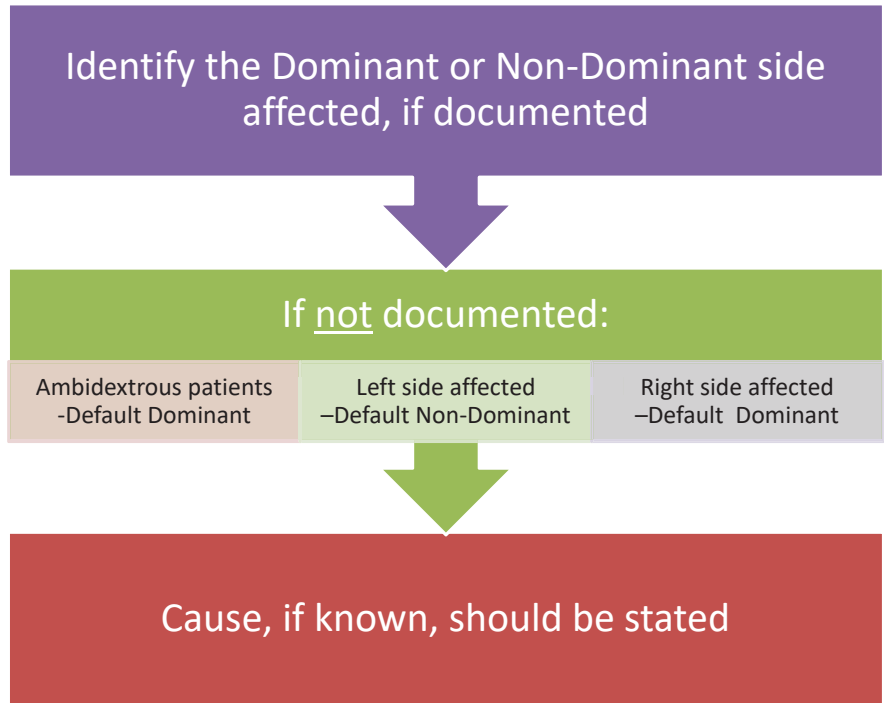 Identify the Dominant or Non-Dominant side
affected, if documented
If not documented:
Ambidextrous patients
-Default Dominant
Left side affected
–Default Non-Dominant
Right side affected
–Default  Dominant
Cause, if known, should be stated